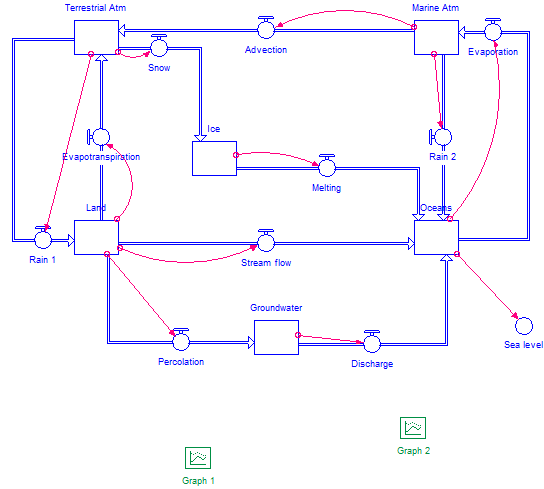 Terrestrial Atm
Marine Atm
Advection
Evaporation
Snow
Ice
Evapotranspiration
Rain 2
Melting
Land
Oceans
Rain 1
Stream flow
Groundwater
Sea level
Percolation
Discharge
Graph 2
Graph 1